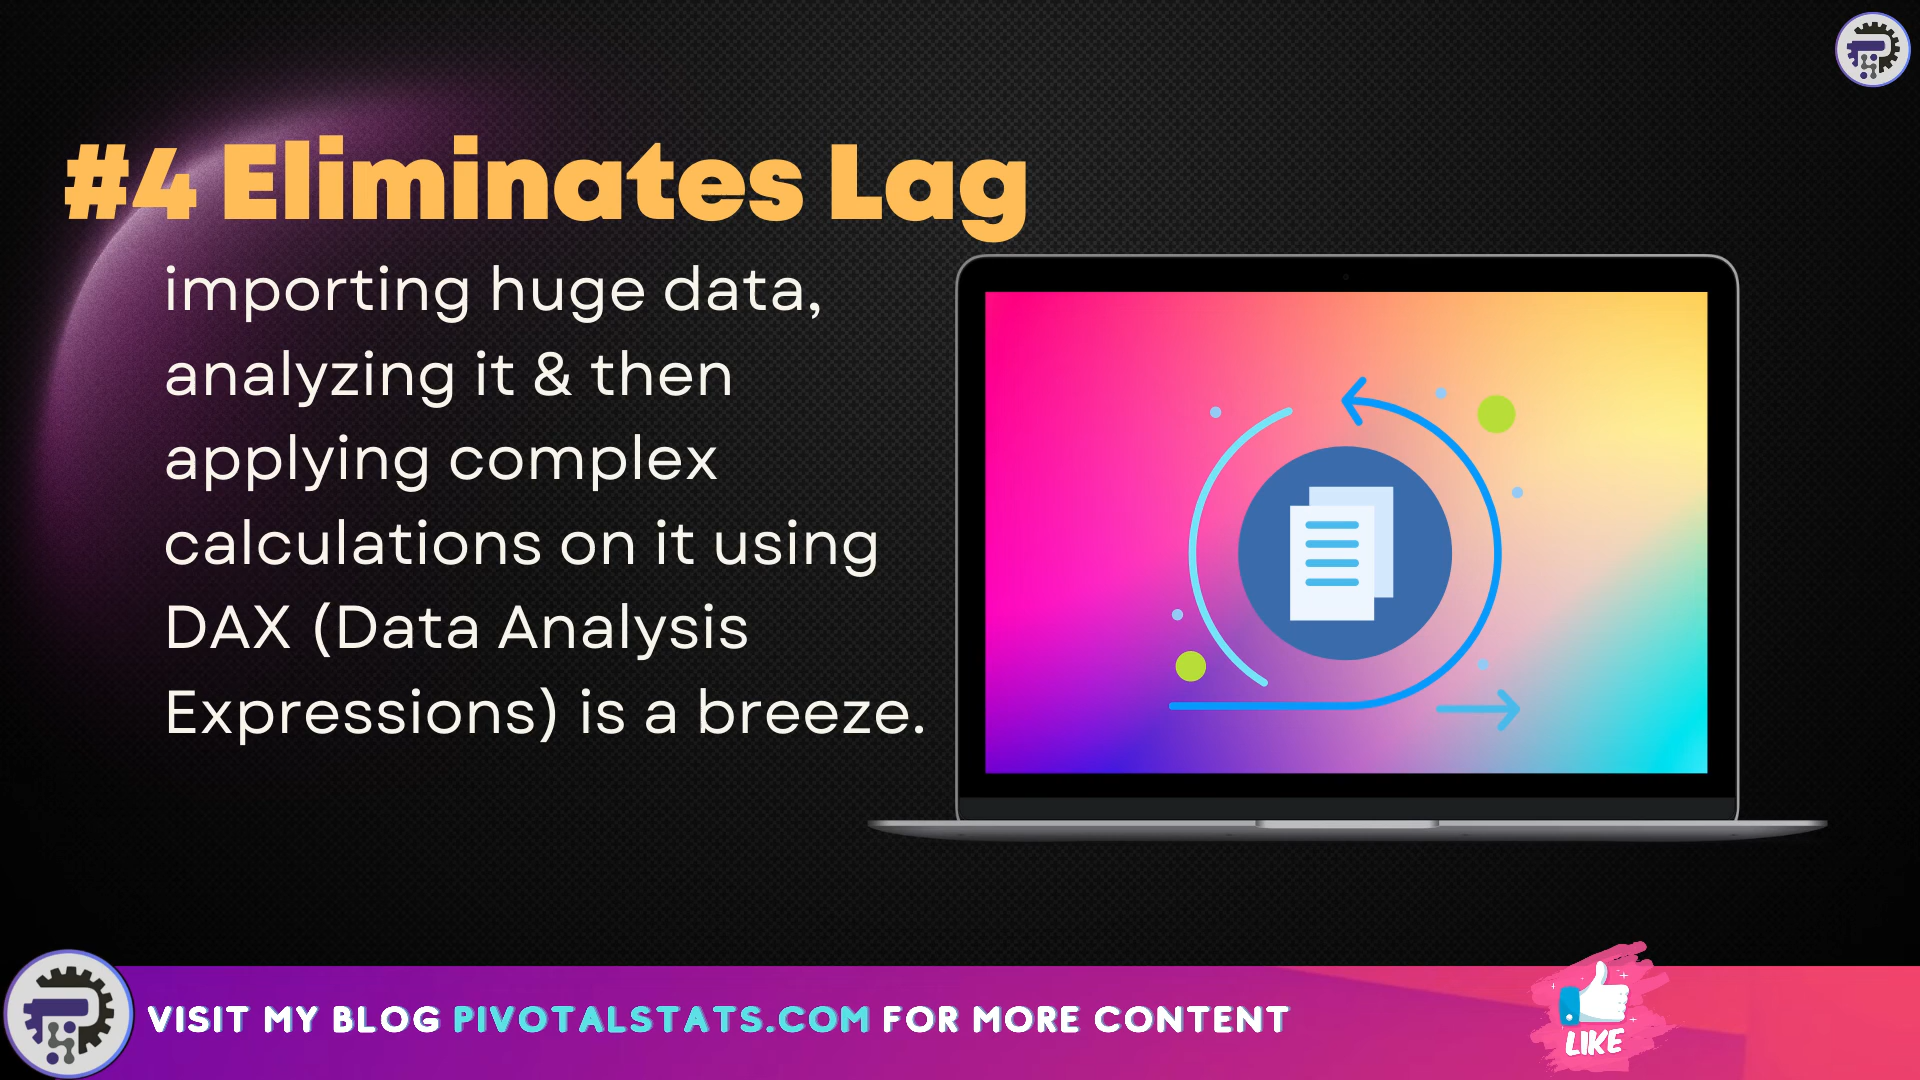 #4 Eliminates Lag
importing huge data,
analyzing it & then
applying complex
calculations on it using
DAX (Data Analysis
Expressions) is a breeze.
VISIT MY BLOG PIVOTALSTATS.COM FOR MORE CONTENT
LIKE